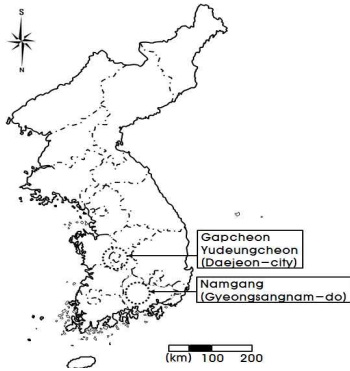 S
N
Gapcheon
Yudeungcheon
(Daejeon-city)
Namgang
(Gyeongsangnam-do)
(km) 100 200